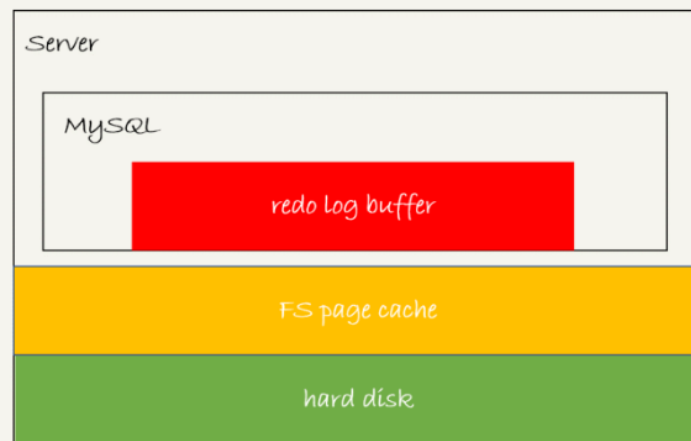 Server
MySQL
redo log buffer
FS page cache
hard disk